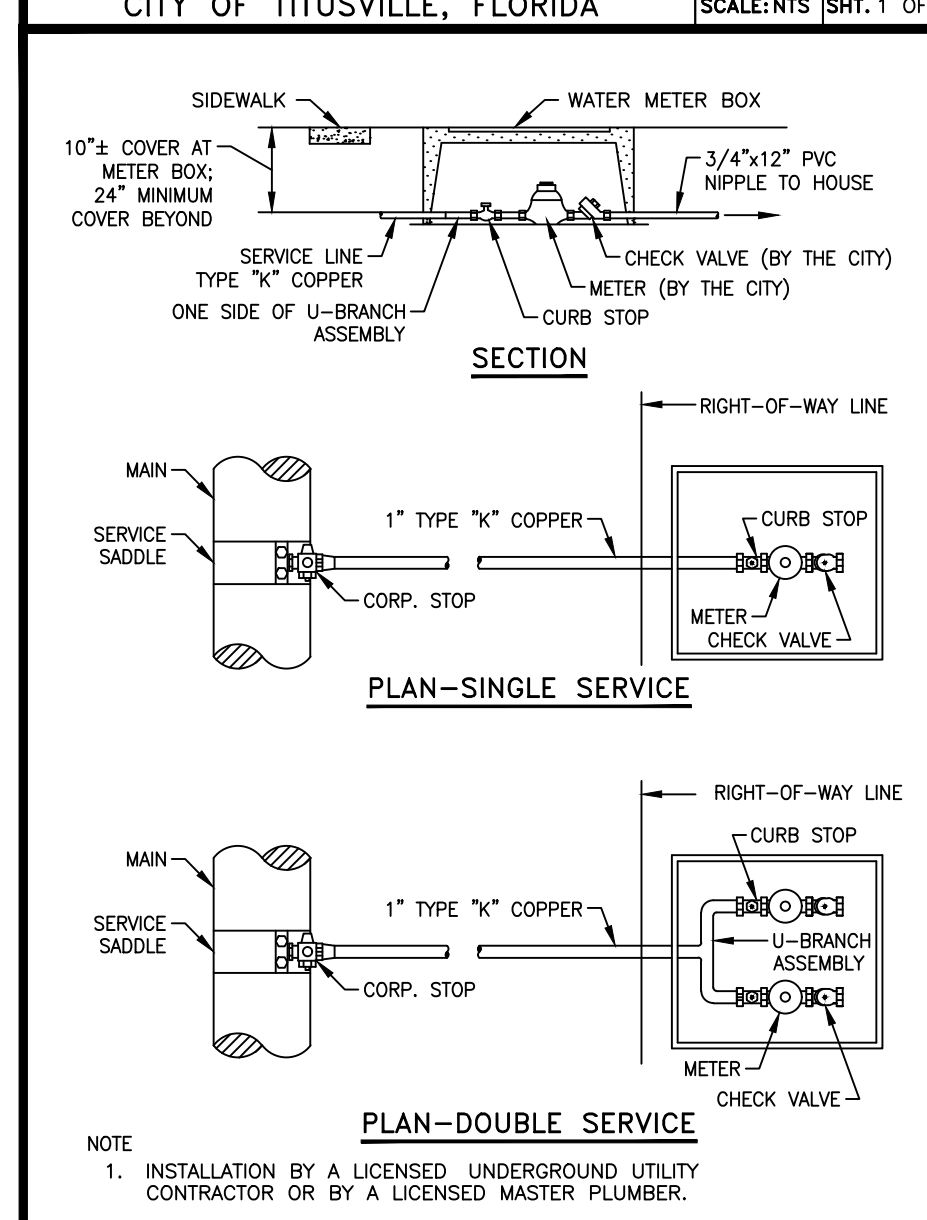 CITY OF TITUSVILLE, FLORIDA
SCALE: NTS
SHT. 1 OF
SIDEWALK
WATER METER BOX
10"± COVER AT
METER BOX;
24" MINIMUM
COVER BEYOND
3/4"x12" PVC
NIPPLE TO HOUSE
SERVICE LINE
TYPE "K" COPPER
CHECK VALVE (BY THE CITY)
METER (BY THE CITY)
ONE SIDE OF U-BRANCH
ASSEMBLY
CURB STOP
SECTION
RIGHT-OF-WAY LINE
MAIN
SERVICE
SADDLE
1" TYPE "K" COPPER
CURB STOP
CORP. STOP
METER
CHECK VALVE
PLAN-SINGLE SERVICE
RIGHT-OF-WAY LINE
CURB STOP
MAIN
SERVICE
SADDLE
1" TYPE "K" COPPER
U-BRANCH
ASSEMBLY
CORP. STOP
METER
CHECK VALVE
PLAN-DOUBLE SERVICE
NOTE
1. INSTALLATION BY A LICENSED UNDERGROUND UTILITY
CONTRACTOR OR BY A LICENSED MASTER PLUMBER.